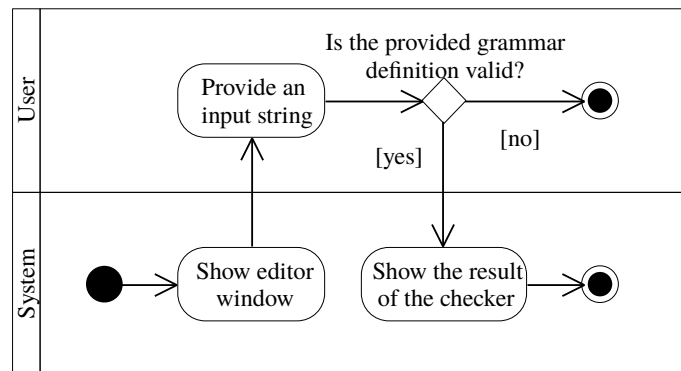 User
Is the provided grammar
definition valid?
Provide an
input string
[yes]
[no]
System
Show editor
window
Show the result
of the checker